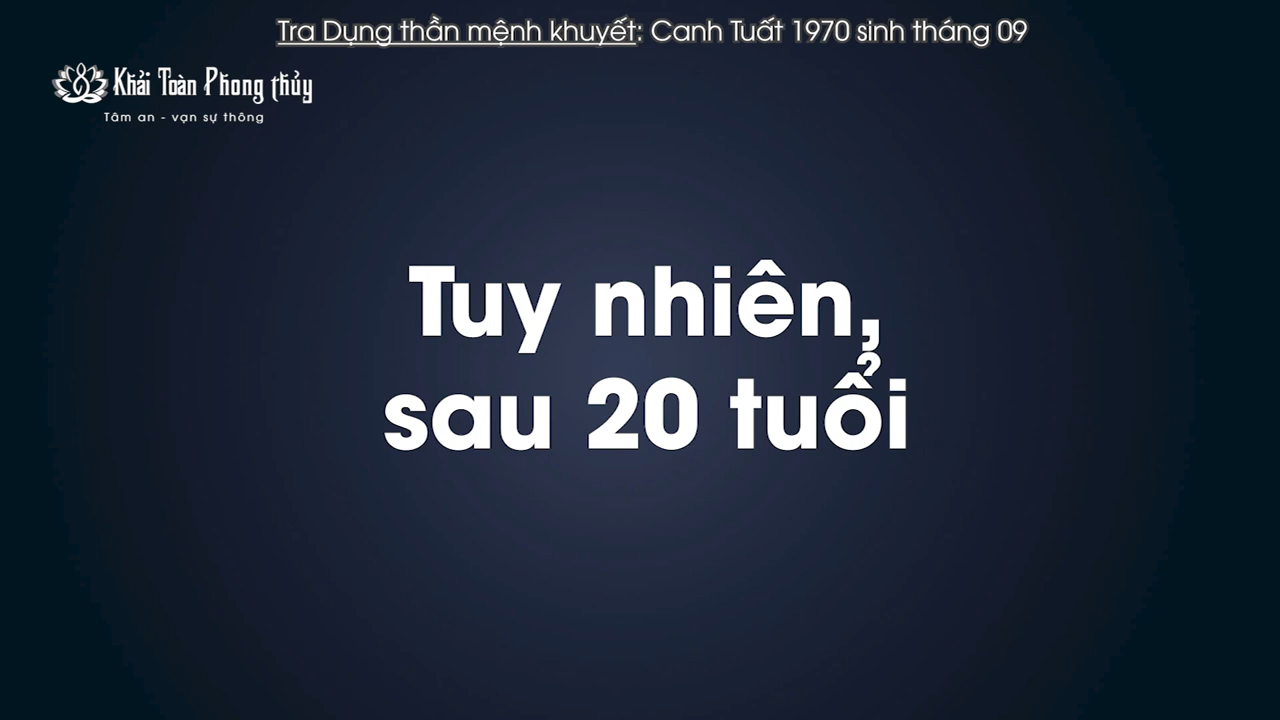 Tra Dụng thần mệnh khuyết: Canh Tuất 1970 sinh tháng 09
Khải Toàn Phong thủy
Tâm an - vạn sự thông
Tuy nhiên,
sau 20 tuổi